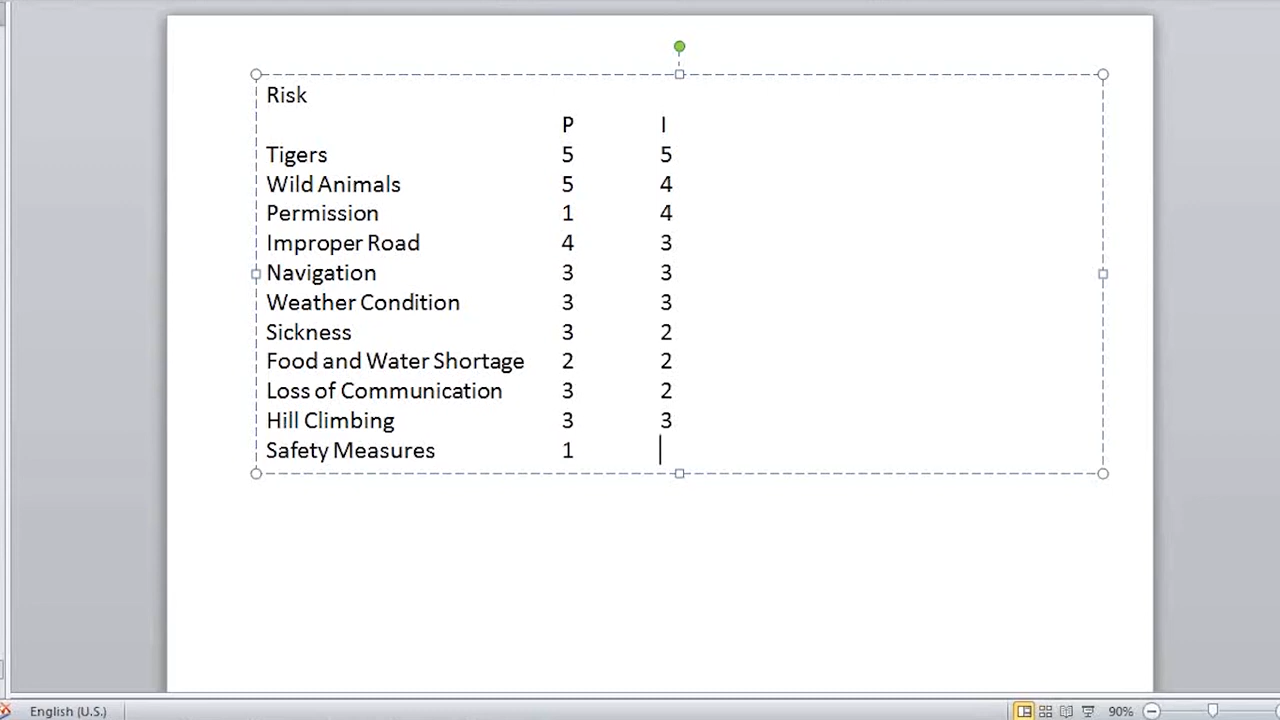 Risk
P I
Tigers 5 5
Wild Animals 5 4
Permission 1 4
Improper Road 4 3
Navigation 3 3
Weather Condition 3 3
Sickness 3 2
Food and Water Shortage 2 2
Loss of Communication 3 2
Hill Climbing 3 3
Safety Measures 1
English (U.S.) 90%